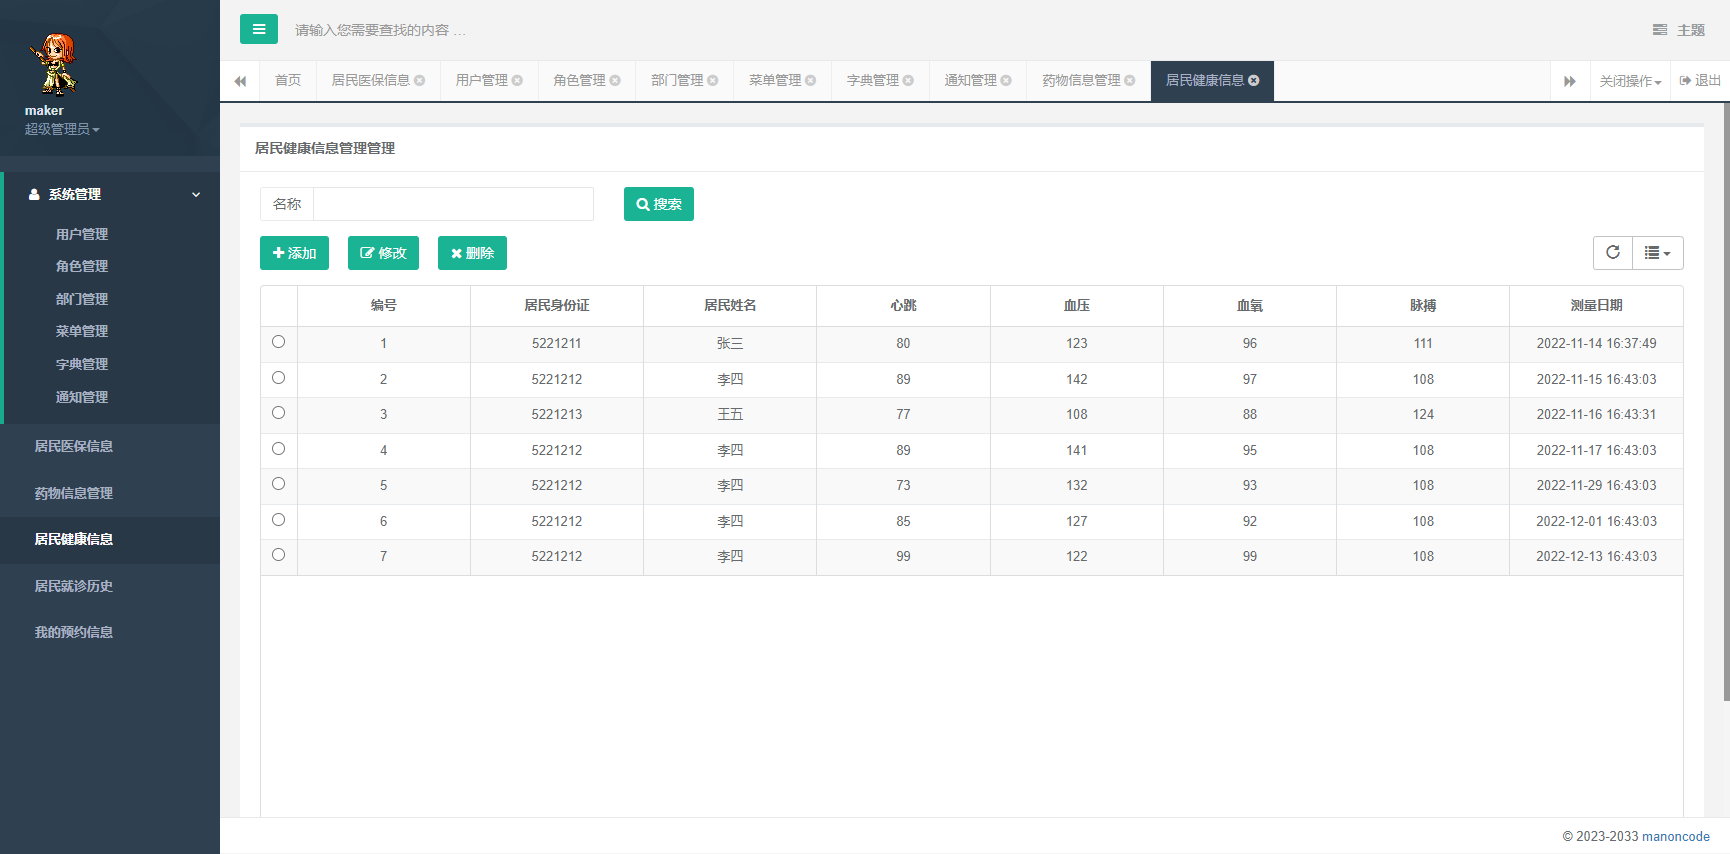 maker
超级管理员
系统管理
用户管理
角色管理
部门管理
菜单管理
字典管理
通知管理
居民医保信息
药物信息管理
居民健康信息
居民就诊历史
我的预约信息
请输入您需要查找的内容 …
主题
首页 居民医保信息 用户管理 角色管理 部门管理 菜单管理 字典管理 通知管理 药物信息管理 居民健康信息 关闭操作 退出
居民健康信息管理管理
名称 搜索
添加 修改 删除
编号 居民身份证 居民姓名 心跳 血压 血氧 脉搏 测量日期
1 5221211 张三 80 123 96 111 2022-11-14 16:37:49
2 5221212 李四 89 142 97 108 2022-11-15 16:43:03
3 5221213 王五 77 108 88 124 2022-11-16 16:43:31
4 5221212 李四 89 141 95 108 2022-11-17 16:43:03
5 5221212 李四 73 132 93 108 2022-11-29 16:43:03
6 5221212 李四 85 127 92 108 2022-12-01 16:43:03
7 5221212 李四 99 122 99 108 2022-12-13 16:43:03
© 2023-2033 manoncode